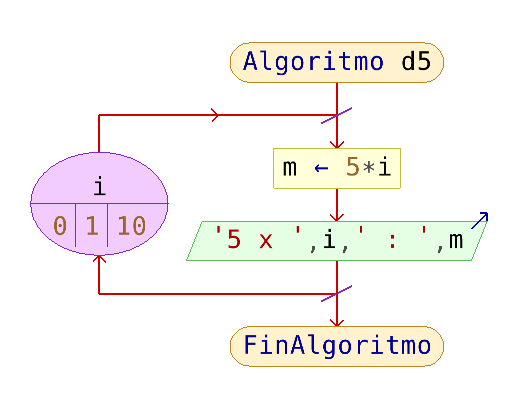 Algoritmo d5
m ← 5*i
i
0 1 10
'5 x ',i,' : ',m
FinAlgoritmo